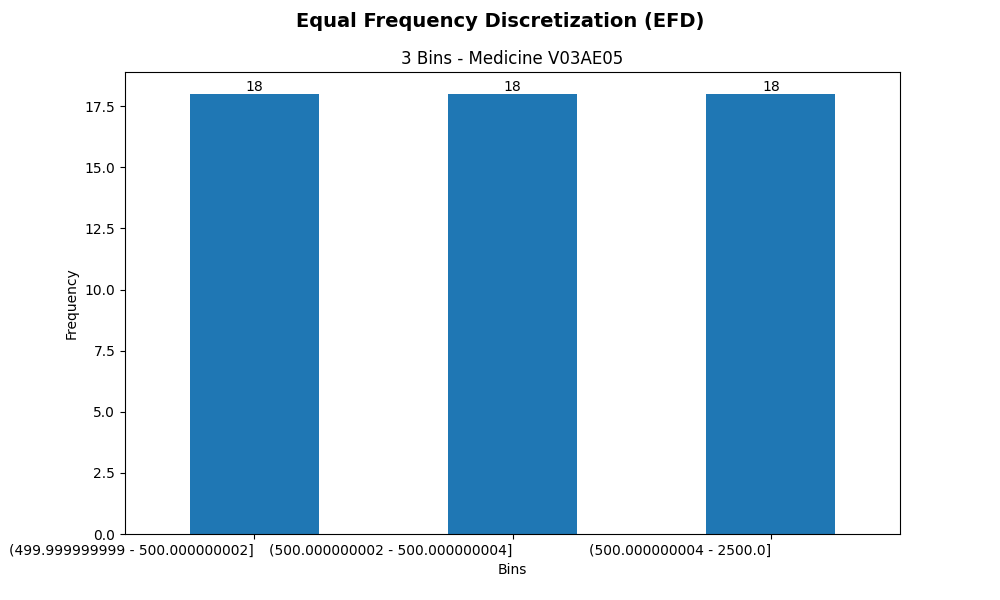 Equal Frequency Discretization (EFD)
3 Bins - Medicine V03AE05
18 18 18
17.5
15.0
12.5
10.0
7.5
5.0
2.5
0.0
Frequency
(499.999999999 - 500.000000002] (500.000000002 - 500.000000004] (500.000000004 - 2500.0]
Bins